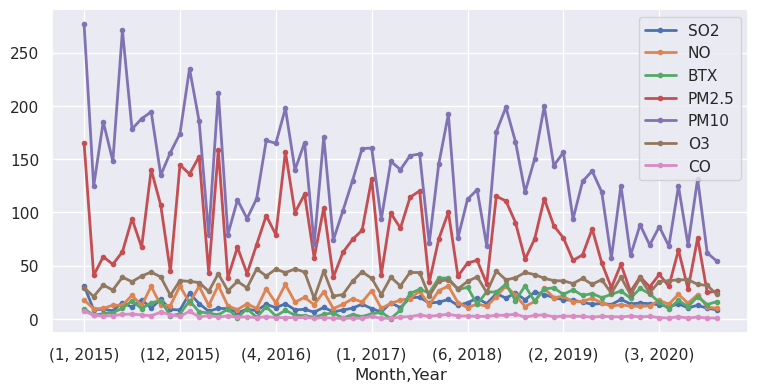 250
200
150
100
50
0
SO2
NO
BTX
PM2.5
PM10
O3
CO
(1, 2015) (12, 2015) (4, 2016) (1, 2017) (6, 2018) (2, 2019) (3, 2020)
Month,Year